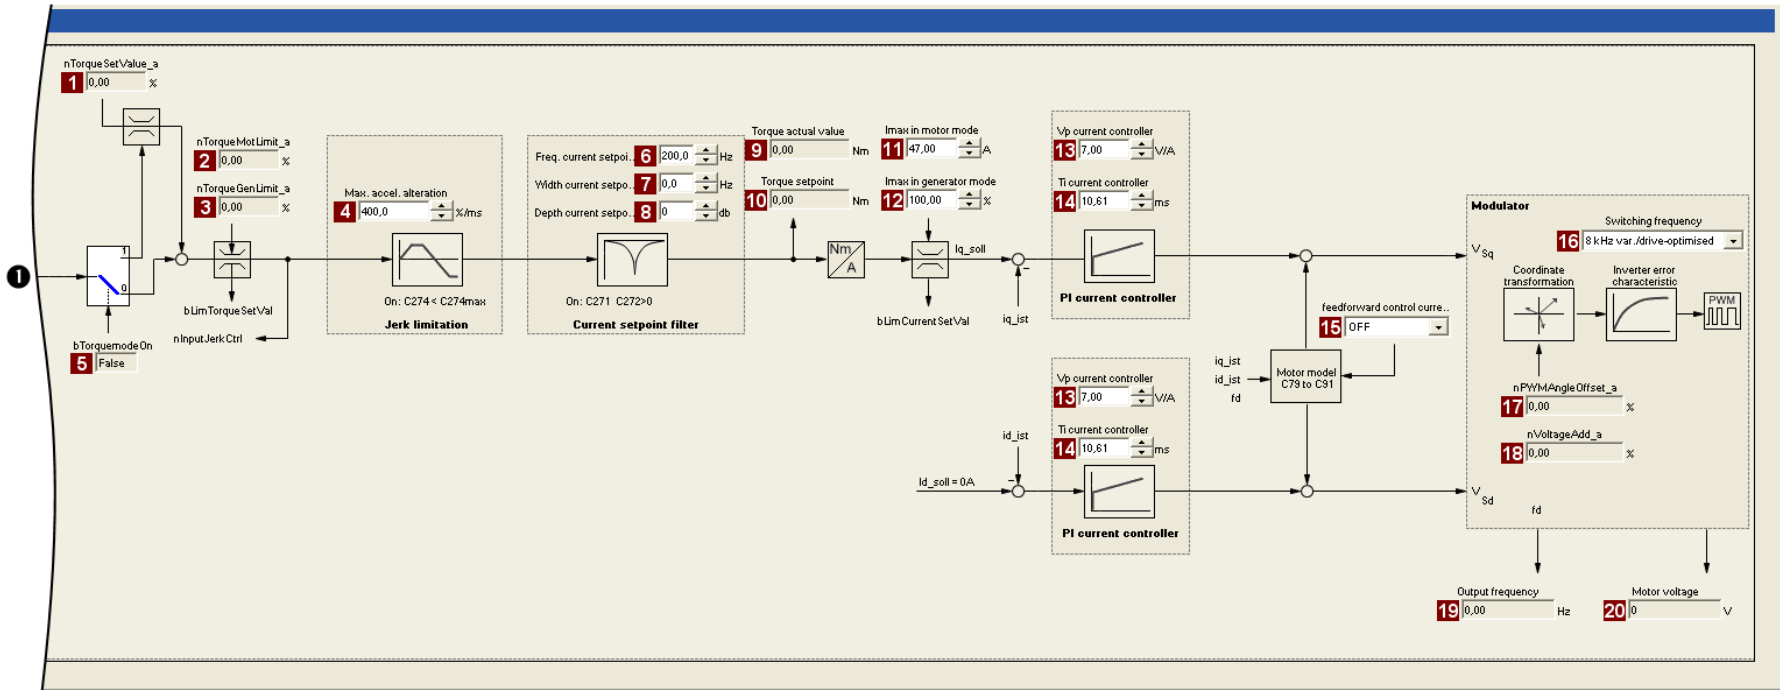 nTorqueSetValue_a
1 0,00 %
nTorqueMotLimit_a
2 0,00 %
nTorqueGenLimit_a
3 0,00 %
1
0
❶
bTorquemodeOn
5 False
bLimTorqueSetVal
nInputJerkCtrl
Max. accel. alteration
4 400,0 %/ms
On: C274 < C274max
Jerk limitation
Freq. current setpoi.. 6 200,0 Hz
Width current setpo.. 7 0,0 Hz
Depth current setpo.. 8 0 db
On: C271 C272>0
Current setpoint filter
Torque actual value
9 0,00 Nm
Torque setpoint
10 0,00 Nm
Nm
A
Imax in motor mode
11 47,00 A
Imax in generator mode
12 100,00 %
Iq_soll
bLimCurrentSetVal
-
iq_ist
Vp current controller
13 7,00 V/A
Ti current controller
14 10,61 ms
PI current controller
Vp current controller
13 7,00 V/A
Ti current controller
14 10,61 ms
PI current controller
id_ist
-
Id_soll = 0A
feedforward control curre..
15 OFF
iq_ist
id_ist
fd
Motor model
C79 to C91
Modulator
Switching frequency
16 8 kHz var./drive-optimised
V Sq
Coordinate
transformation
Inverter error
characteristic
PWM
nPWMAngleOffset_a
17 0,00 %
nVoltageAdd_a
18 0,00 %
V Sd
fd
Output frequency
19 0,00 Hz
Motor voltage
20 0 V